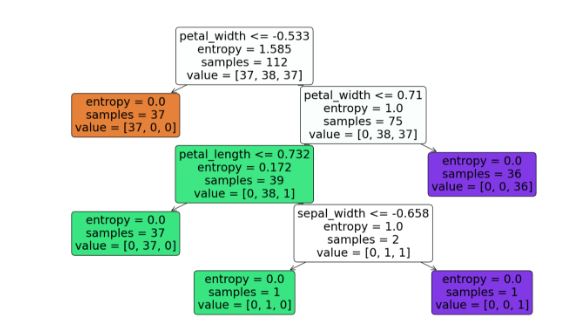 petal_width <= -0.533
entropy = 1.585
samples = 112
value = [37, 38, 37]
entropy = 0.0
samples = 37
value = [37, 0, 0]
petal_width <= 0.71
entropy = 1.0
samples = 75
value = [0, 38, 37]
petal_length <= 0.732
entropy = 0.172
samples = 39
value = [0, 38, 1]
entropy = 0.0
samples = 36
value = [0, 0, 36]
entropy = 0.0
samples = 37
value = [0, 37, 0]
sepal_width <= -0.658
entropy = 1.0
samples = 2
value = [0, 1, 1]
entropy = 0.0
samples = 1
value = [0, 1, 0]
entropy = 0.0
samples = 1
value = [0, 0, 1]